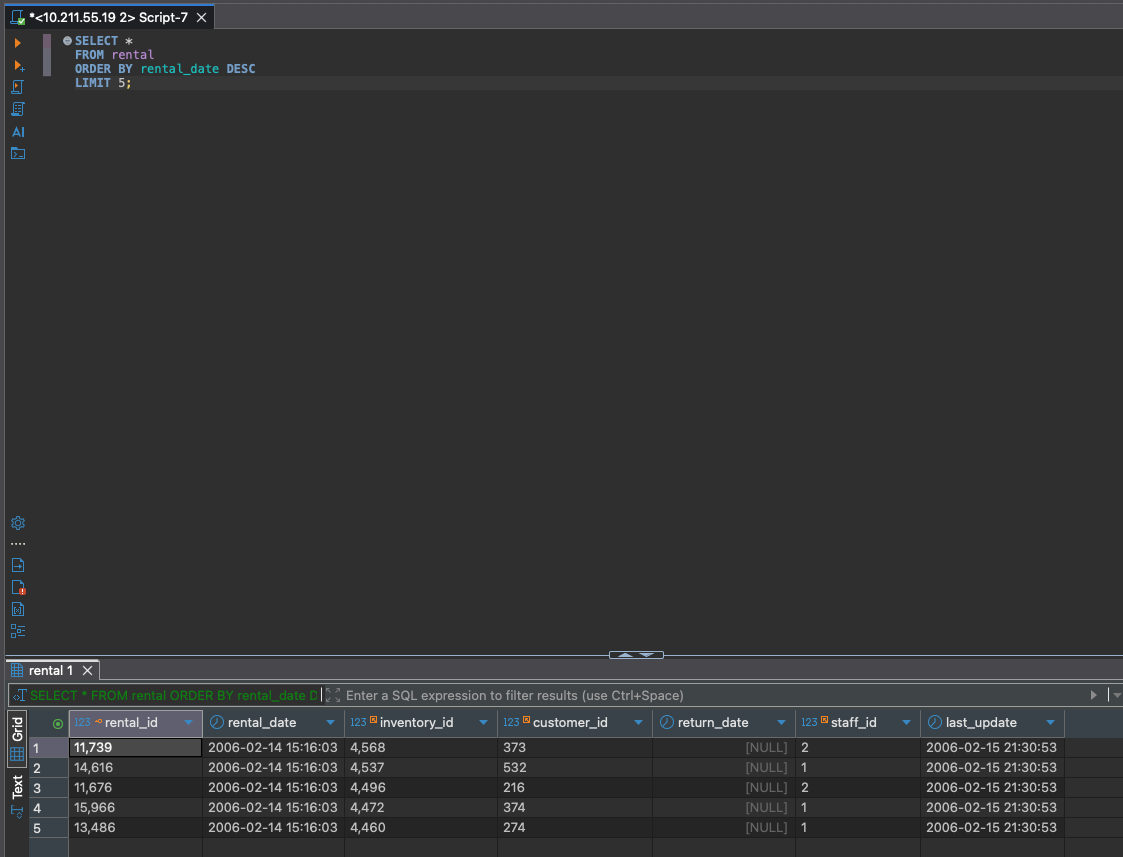 *<10.211.55.19 2> Script-7
SELECT *
FROM rental
ORDER BY rental_date DESC
LIMIT 5;
AI
rental 1
SELECT * FROM rental ORDER BY rental_date D
Enter a SQL expression to filter results (use Ctrl+Space)
Grid
Text
123 rental_id rental_date 123 inventory_id 123 customer_id return_date 123 staff_id last_update
1 11,739 2006-02-14 15:16:03 4,568 373 [NULL] 2 2006-02-15 21:30:53
2 14,616 2006-02-14 15:16:03 4,537 532 [NULL] 1 2006-02-15 21:30:53
3 11,676 2006-02-14 15:16:03 4,496 216 [NULL] 2 2006-02-15 21:30:53
4 15,966 2006-02-14 15:16:03 4,472 374 [NULL] 1 2006-02-15 21:30:53
5 13,486 2006-02-14 15:16:03 4,460 274 [NULL] 1 2006-02-15 21:30:53